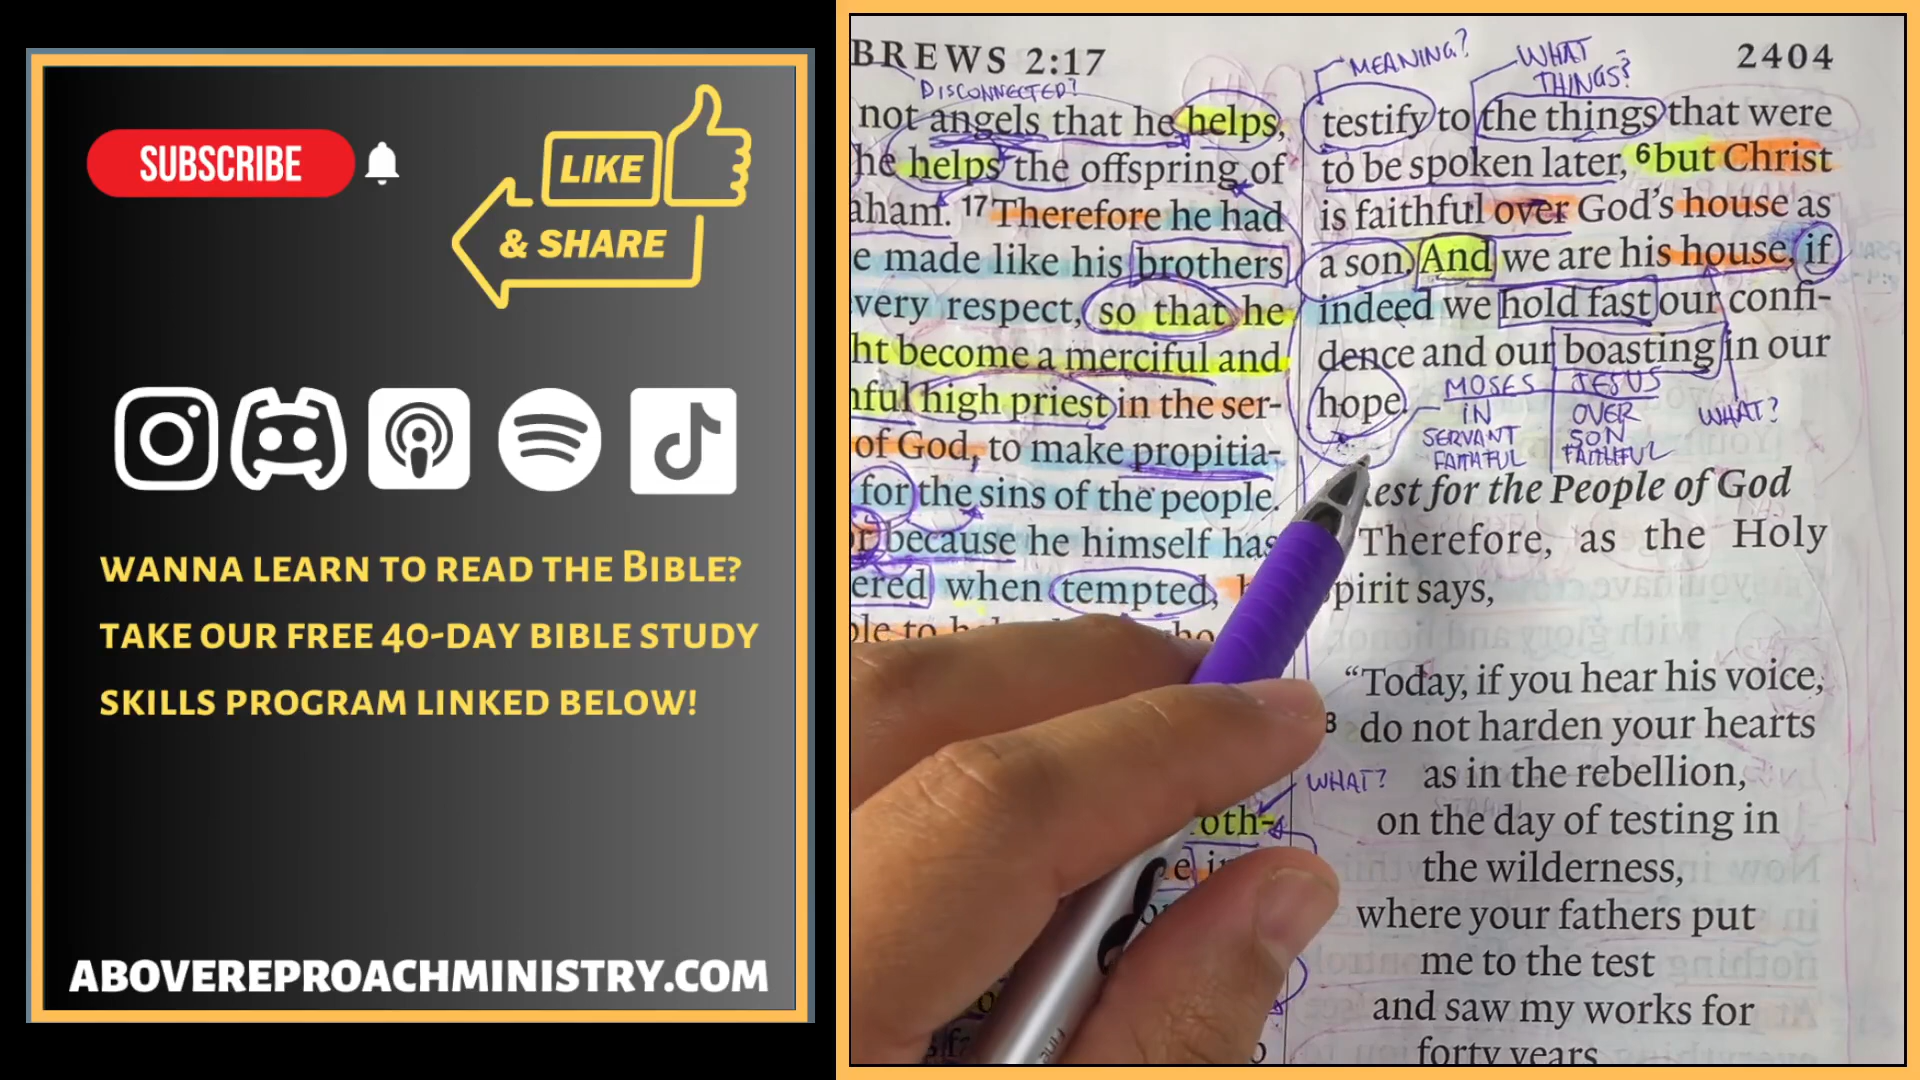 SUBSCRIBE
LIKE
& SHARE
WANNA LEARN TO READ THE BIBLE?
TAKE OUR FREE 40-DAY BIBLE STUDY
SKILLS PROGRAM LINKED BELOW!
ABOVEREPROACHMINISTRY.COM
BREWS 2:17
DISCONNECTED?
not angels that he helps,
he helps the offspring of
aham. 17 Therefore he had
e made like his brothers
very respect, so that he
ht become a merciful and
nful high priest in the ser-
of God, to make propitia-
for the sins of the people.
because he himself has
ered when tempted,
ple to
WHAT?
oth-
MEANING?
WHAT
THINGS?
2404
testify to the things that were
to be spoken later, 6 but Christ
is faithful over God's house as
a son. And we are his house, if
indeed we hold fast our confi-
dence and our boasting in our
hope.
MOSES JESUS
IN OVER
SERVANT SON
FAITHFUL FAITHFUL
WHAT?
est for the People of God
Therefore, as the Holy
pirit says,
“Today, if you hear his voice,
8 do not harden your hearts
as in the rebellion,
on the day of testing in
the wilderness,
where your fathers put
me to the test
and saw my works for
forty years